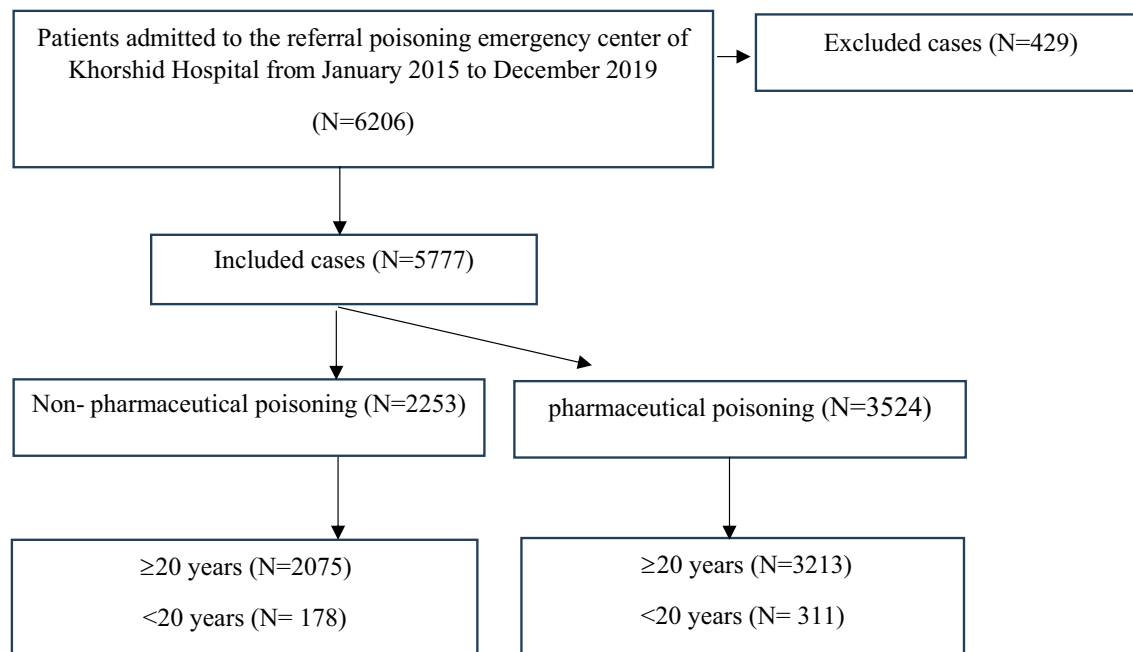 Patients admitted to the referral poisoning emergency center of
Khorshid Hospital from January 2015 to December 2019
(N=6206)
Excluded cases (N=429)
Included cases (N=5777)
Non- pharmaceutical poisoning (N=2253)
pharmaceutical poisoning (N=3524)
≥20 years (N=2075)
<20 years (N= 178)
≥20 years (N=3213)
<20 years (N= 311)